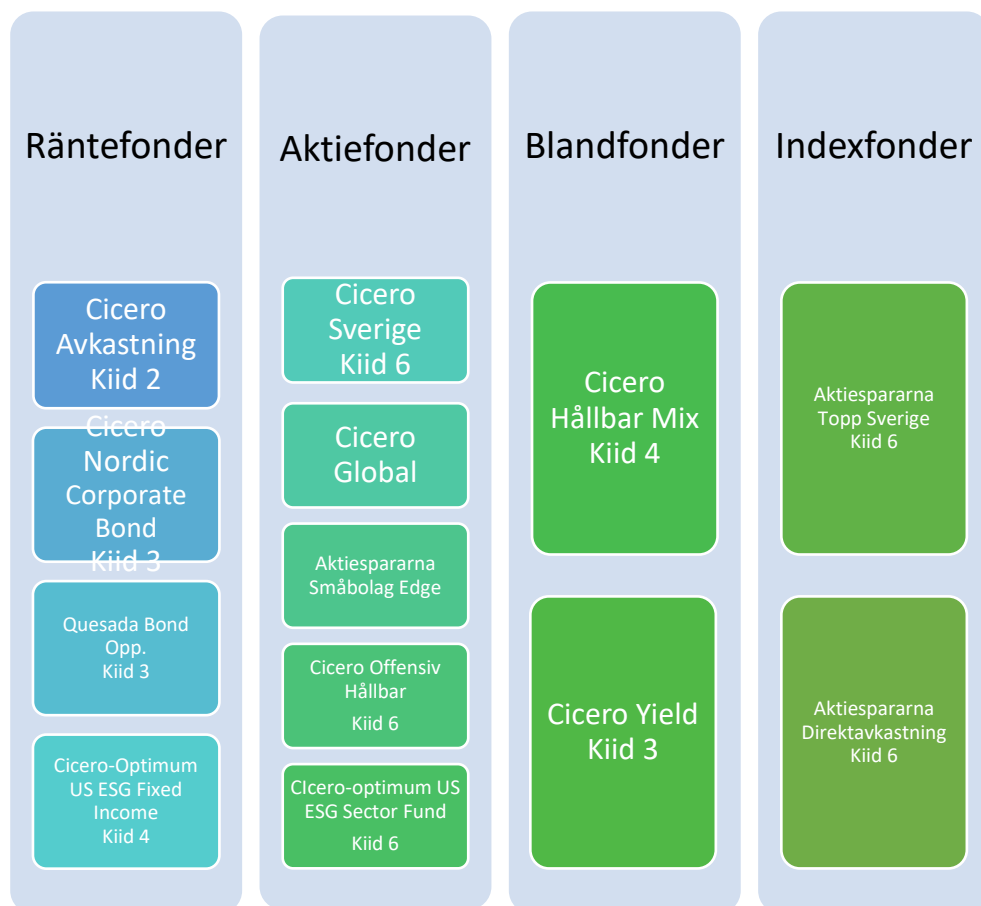 Räntefonder
Cicero
Avkastning
Kiid 2
Cicero
Nordic
Corporate
Bond
Kiid 3
Quesada Bond
Opp.
Kiid 3
Cicero-Optimum
US ESG Fixed
Income
Kiid 4
Aktiefonder
Cicero
Sverige
Kiid 6
Cicero
Global
Aktiespararna
Småbolag Edge
Cicero Offensiv
Hållbar
Kiid 6
CIcero-optimum US
ESG Sector Fund
Kiid 6
Blandfonder
Cicero
Hållbar Mix
Kiid 4
Cicero Yield
Kiid 3
Indexfonder
Aktiespararna
Topp Sverige
Kiid 6
Aktiespararna
Direktavkastning
Kiid 6